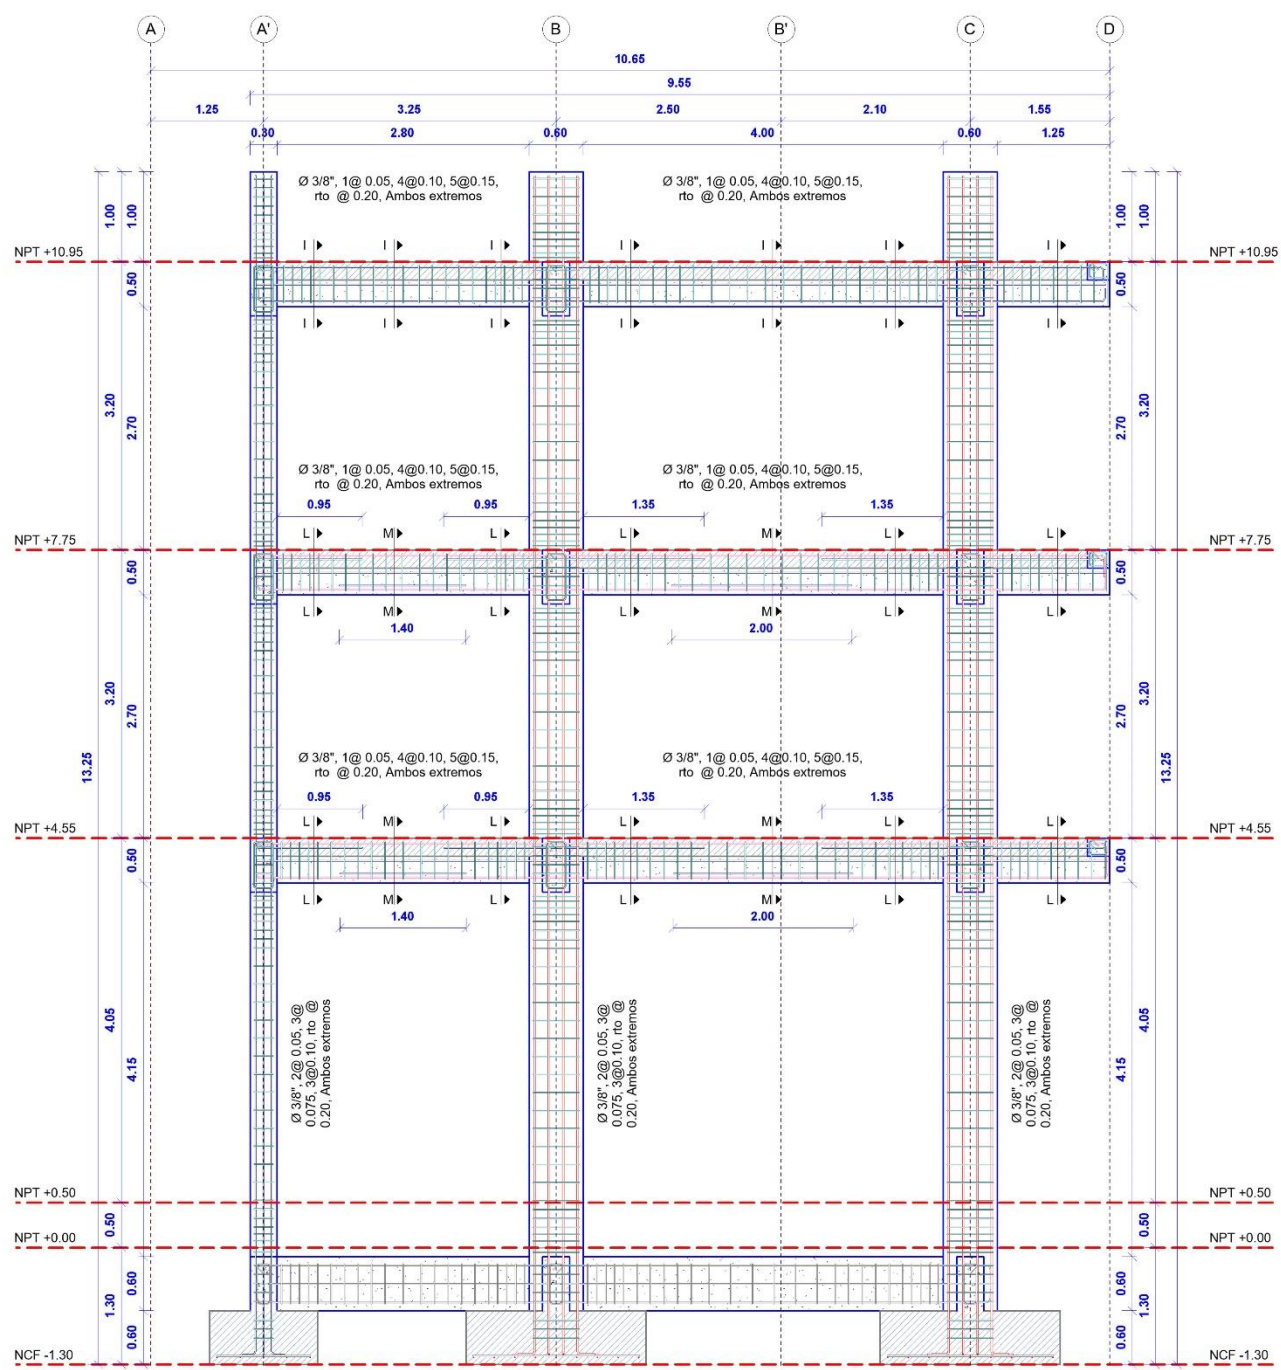 A A' B B' C D
10.65
9.55
1.25 3.25 2.50 2.10 1.55
0.30 2.80 0.60 4.00 0.60 1.25
Ø 3/8", 1@ 0.05, 4@0.10, 5@0.15,
rto @ 0.20, Ambos extremos
Ø 3/8", 1@ 0.05, 4@0.10, 5@0.15,
rto @ 0.20, Ambos extremos
1.00 1.00 1.00 1.00
I I I I I I I
NPT +10.95 NPT +10.95
0.50 0.50
I I I I I I I
3.20 2.70 2.70 3.20
Ø 3/8", 1@ 0.05, 4@0.10, 5@0.15,
rto @ 0.20, Ambos extremos
Ø 3/8", 1@ 0.05, 4@0.10, 5@0.15,
rto @ 0.20, Ambos extremos
0.95 0.95 1.35 1.35
L M L L M L L
NPT +7.75 NPT +7.75
0.50 0.50
L M L L M L L
1.40 2.00
3.20 2.70 2.70 3.20
13.25 13.25
Ø 3/8", 1@ 0.05, 4@0.10, 5@0.15,
rto @ 0.20, Ambos extremos
Ø 3/8", 1@ 0.05, 4@0.10, 5@0.15,
rto @ 0.20, Ambos extremos
0.95 0.95 1.35 1.35
L M L L M L L
NPT +4.55 NPT +4.55
0.50 0.50
L M L L M L L
1.40 2.00
4.05 4.15 4.15 4.05
Ø 3/8", 2@ 0.05, 3@
0.075, 3@0.10, rto @
0.20, Ambos extremos
Ø 3/8", 2@ 0.05, 3@
0.075, 3@0.10, rto @
0.20, Ambos extremos
Ø 3/8", 2@ 0.05, 3@
0.075, 3@0.10, rto @
0.20, Ambos extremos
NPT +0.50 NPT +0.50
0.50 0.50
NPT +0.00 NPT +0.00
0.60 0.60
1.30 1.30
0.60 0.60
NCF -1.30 NCF -1.30